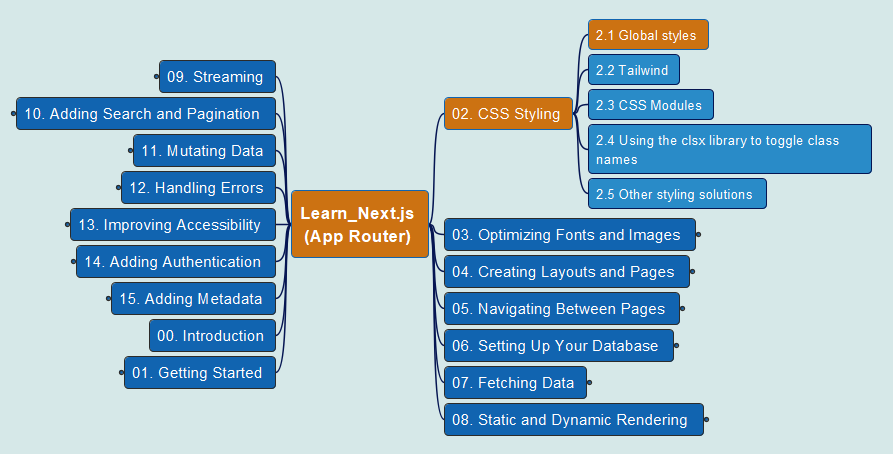 Learn_Next.js
(App Router)
02. CSS Styling
2.1 Global styles
2.2 Tailwind
2.3 CSS Modules
2.4 Using the clsx library to toggle class
names
2.5 Other styling solutions
03. Optimizing Fonts and Images
04. Creating Layouts and Pages
05. Navigating Between Pages
06. Setting Up Your Database
07. Fetching Data
08. Static and Dynamic Rendering
09. Streaming
10. Adding Search and Pagination
11. Mutating Data
12. Handling Errors
13. Improving Accessibility
14. Adding Authentication
15. Adding Metadata
00. Introduction
01. Getting Started